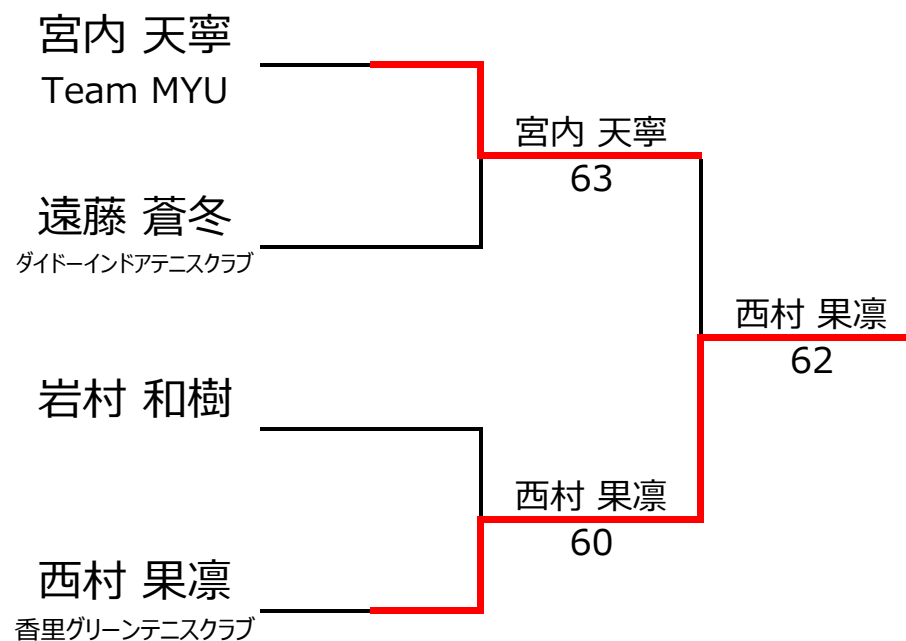 宮内 天寧
Team MYU
宮内 天寧
63
遠藤 蒼冬
ダイドーインドアテニスクラブ
西村 果凛
62
岩村 和樹
西村 果凛
60
西村 果凛
香里グリーンテニスクラブ